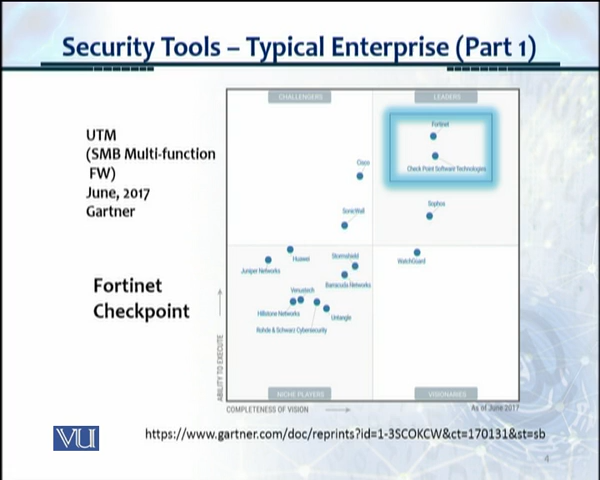 Security Tools – Typical Enterprise (Part 1)
UTM
(SMB Multi-function
FW)
June, 2017
Gartner
Fortinet
Checkpoint
CHALLENGERS
LEADERS
Fortinet
Check Point Software Technologies
Cisco
Sophos
SonicWall
Huawei
Juniper Networks
Stormshield
WatchGuard
Barracuda Networks
Venustech
Hillstone Networks
Untangle
Rohde & Schwarz Cybersecurity
NICHE PLAYERS
VISIONARIES
ABILITY TO EXECUTE
COMPLETENESS OF VISION
As of June 2017
VU
https://www.gartner.com/doc/reprints?id=1-3SCOKCW&ct=170131&st=sb
4